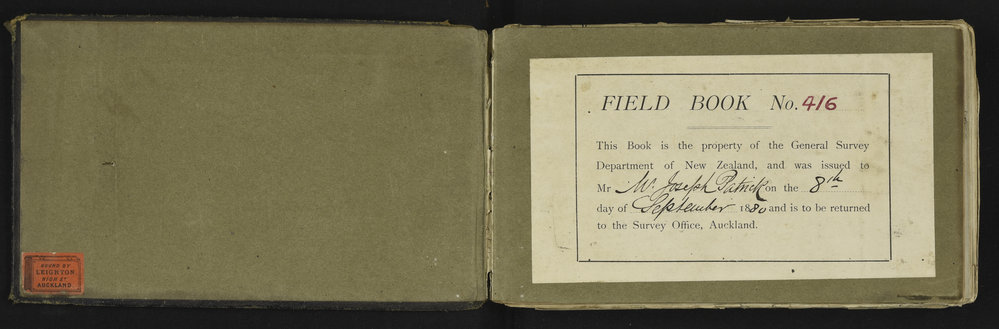 BOUND BY
LEIGHTON
HIGH ST
AUCKLAND
FIELD BOOK No. 416
This Book is the property of the General Survey
Department of New Zealand, and was issued to
Mr W. Joseph Patrick on the 8th
day of September 1880 and is to be returned
to the Survey Office, Auckland.